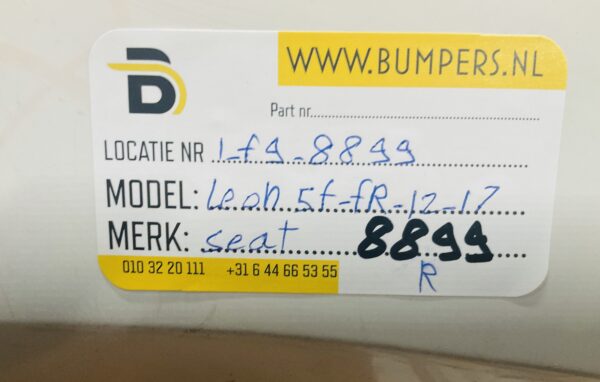 B
WWW.BUMPERS.NL
Part nr.
LOCATIE NR 1-f9-8899
MODEL: Leon 5f-fR-12-17
MERK: seat 8899
010 32 20 111 +31 6 44 66 53 55
R